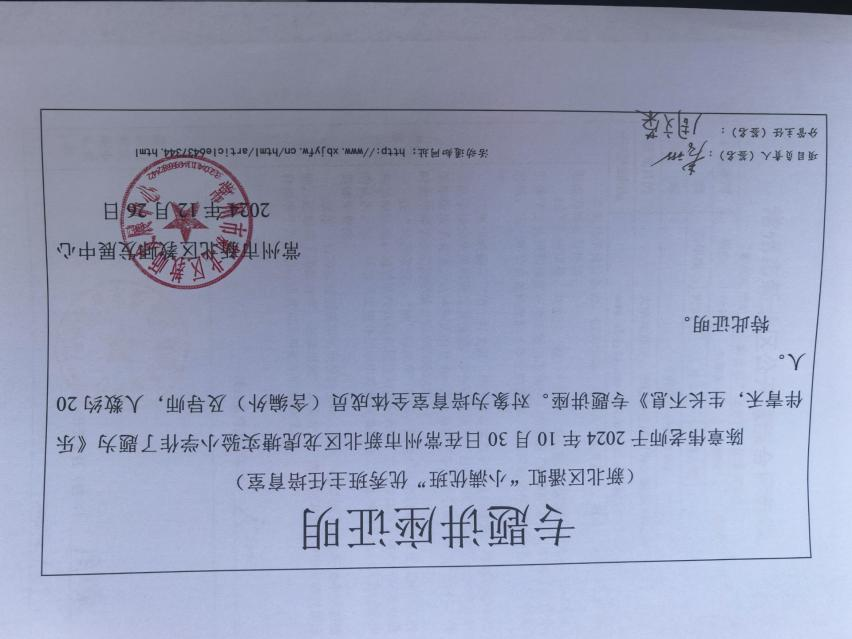 专题讲座证明
（新北区潘虹“小满优班”优秀班主任培育室）
陈章伟老师于 2024 年 10 月 30 日在常州市新北区龙虎塘实验小学作了题为《乐
伴青禾，生长不息》专题讲座。对象为培育室全体成员（含编外）及导师，人数约 20
人。
特此证明。
常州市新北区教师发展中心
2024 年 12 月 26 日
活动通知网址：http://www.xbjyfw.cn/html/article6437344.html
项目负责人（签名）：
分管主任（签名）：